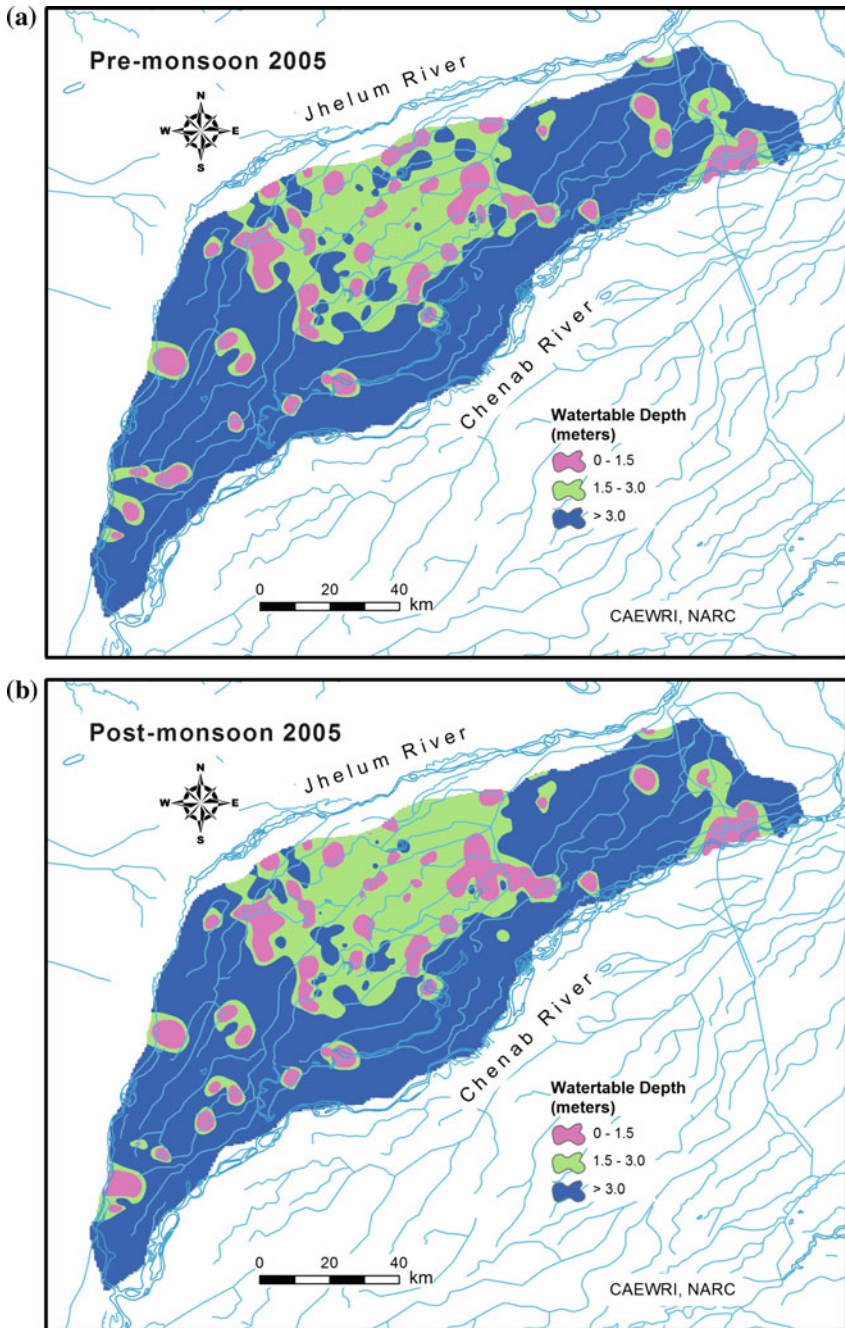 (a)
Pre-monsoon 2005
Jhelum River
N
W E
S
Chenab River
Watertable Depth
(meters)
0 - 1.5
1.5 - 3.0
> 3.0
0 20 40
km
CAEWRI, NARC
(b)
Post-monsoon 2005
Jhelum River
N
W E
S
Chenab River
Watertable Depth
(meters)
0 - 1.5
1.5 - 3.0
> 3.0
0 20 40
km
CAEWRI, NARC